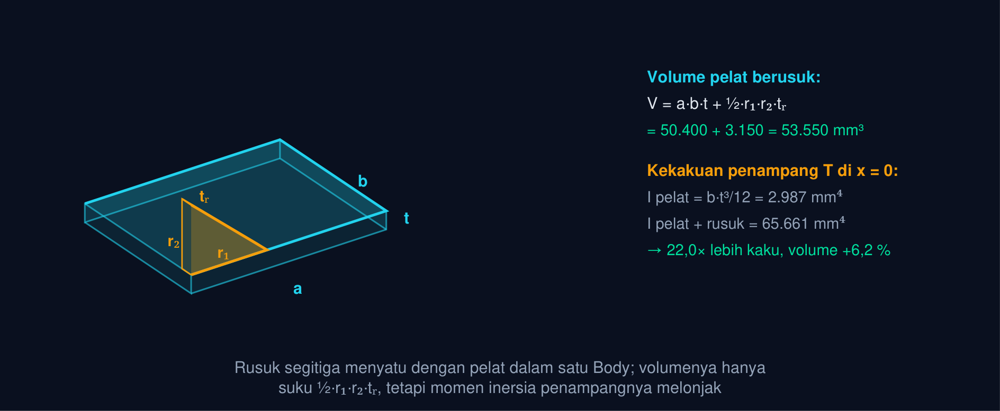 Volume pelat berusuk:
V = a·b·t + ½·r₁·r₂·tᵣ
= 50.400 + 3.150 = 53.550 mm³
b
Kekakuan penampang T di x = 0:
tᵣ
I pelat = b·t³/12 = 2.987 mm⁴
t
I pelat + rusuk = 65.661 mm⁴
r₂
r₁
→ 22,0× lebih kaku, volume +6,2 %
a
Rusuk segitiga menyatu dengan pelat dalam satu Body; volumenya hanya
suku ½·r₁·r₂·tᵣ, tetapi momen inersia penampangnya melonjak